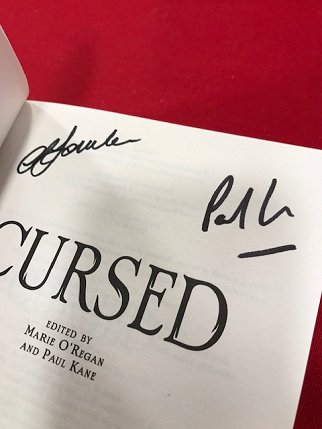 CURSED
EDITED BY
MARIE O'REGAN
AND PAUL KANE